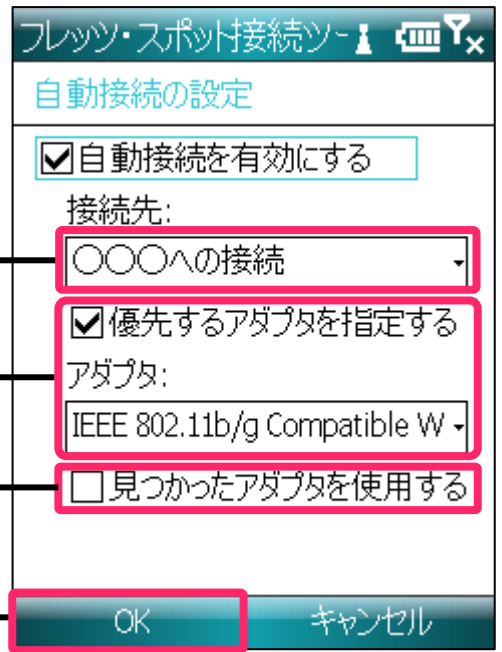 フレッツ・スポット接続ツｰ
自動接続の設定
自動接続を有効にする
接続先:
○○○への接続
優先するアダプタを指定する
アダプタ:
IEEE 802.11b/g Compatible W
見つかったアダプタを使用する
OK キャンセル